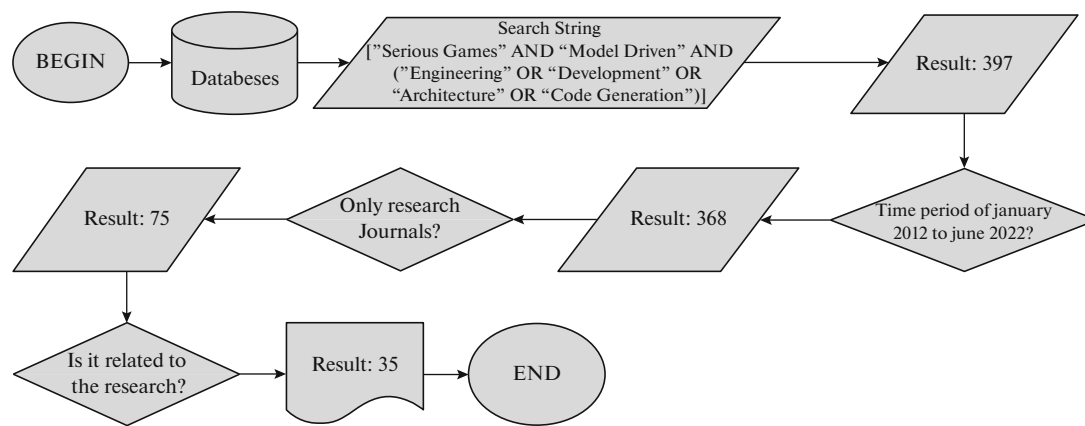 BEGIN
Databeses
Search String
["Serious Games" AND “Model Driven” AND
("Engineering" OR “Development” OR
“Architecture” OR “Code Generation”)]
Result: 397
Time period of january
2012 to june 2022?
Result: 368
Only research
Journals?
Result: 75
Is it related to
the research?
Result: 35
END